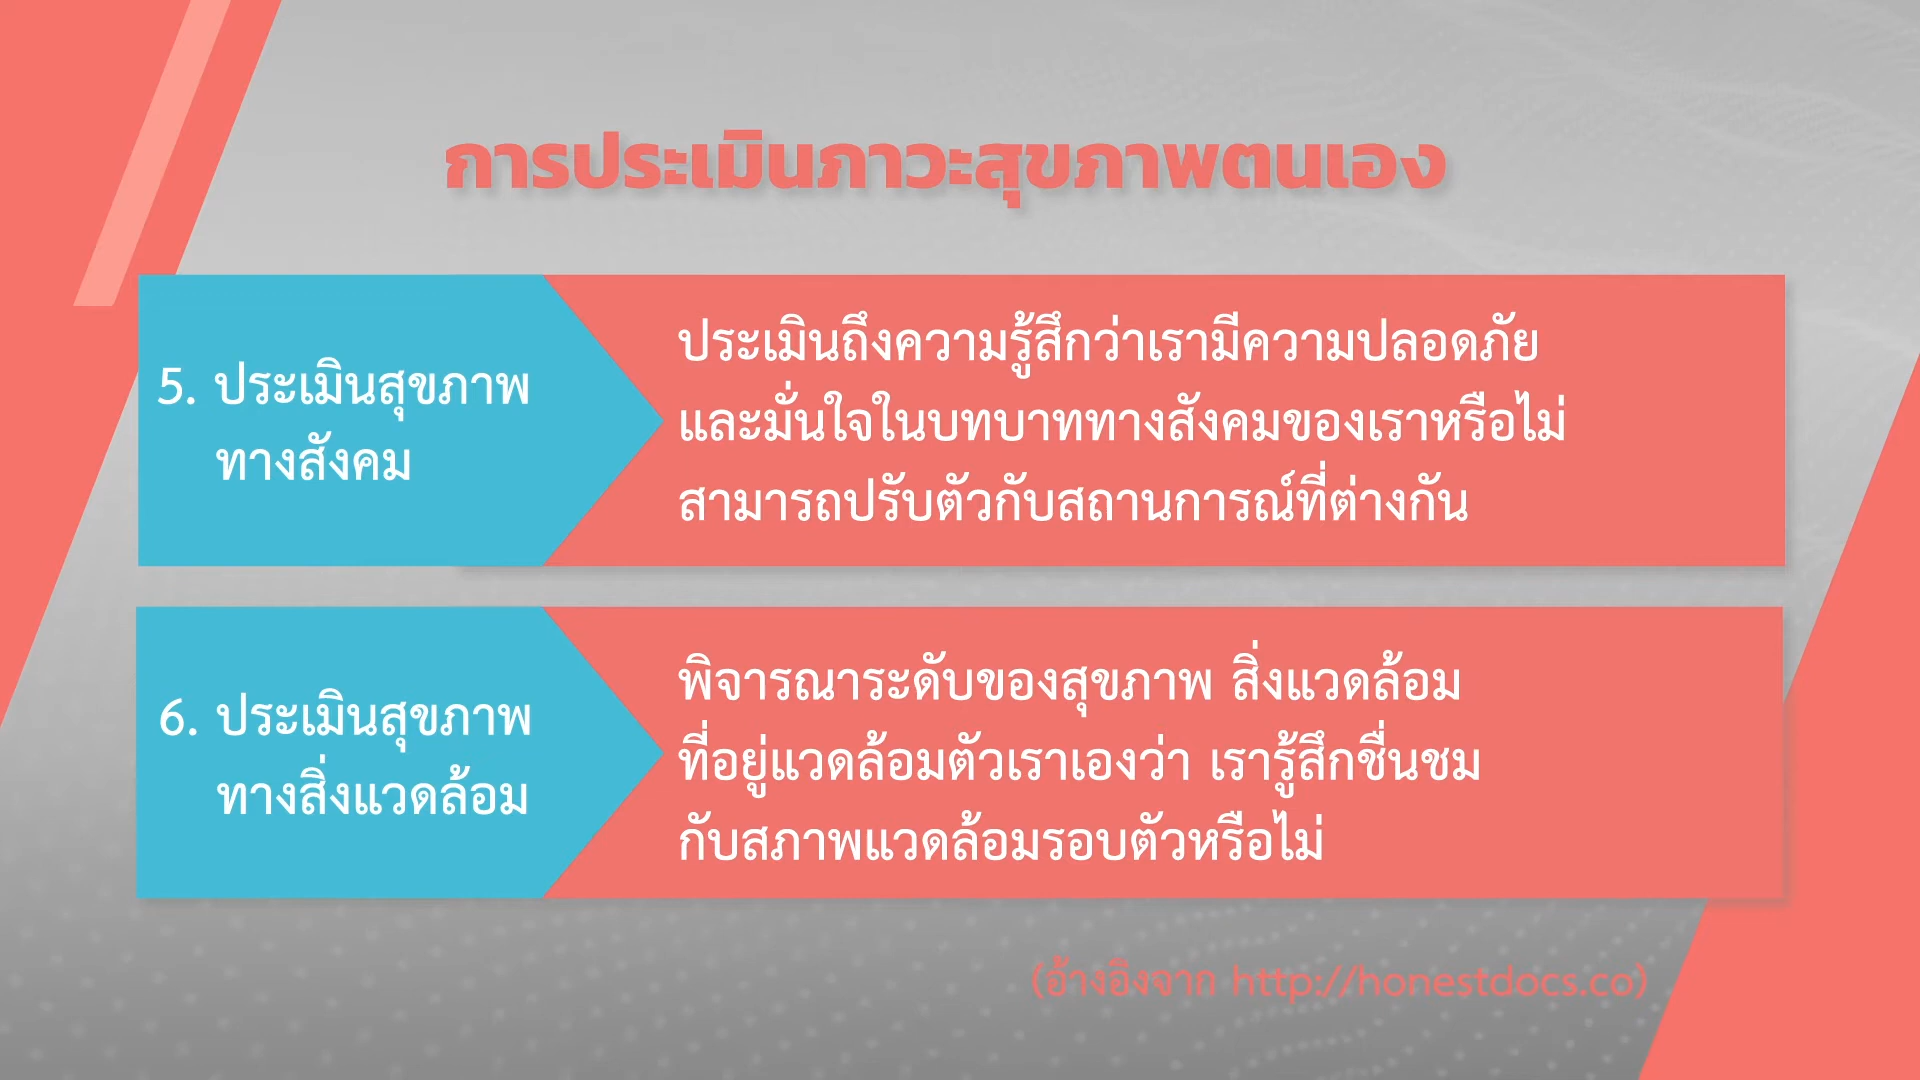 การประเมินภาวะสุขภาพตนเอง
5. ประเมินสุขภาพ
ทางสังคม
ประเมินถึงความรู้สึกว่าเรามีความปลอดภัย
และมั่นใจในบทบาททางสังคมของเราหรือไม่
สามารถปรับตัวกับสถานการณ์ที่ต่างกัน
6. ประเมินสุขภาพ
ทางสิ่งแวดล้อม
พิจารณาระดับของสุขภาพ สิ่งแวดล้อม
ที่อยู่แวดล้อมตัวเราเองว่า เรารู้สึกชื่นชม
กับสภาพแวดล้อมรอบตัวหรือไม่
(อ้างอิงจาก http://honestdocs.co)